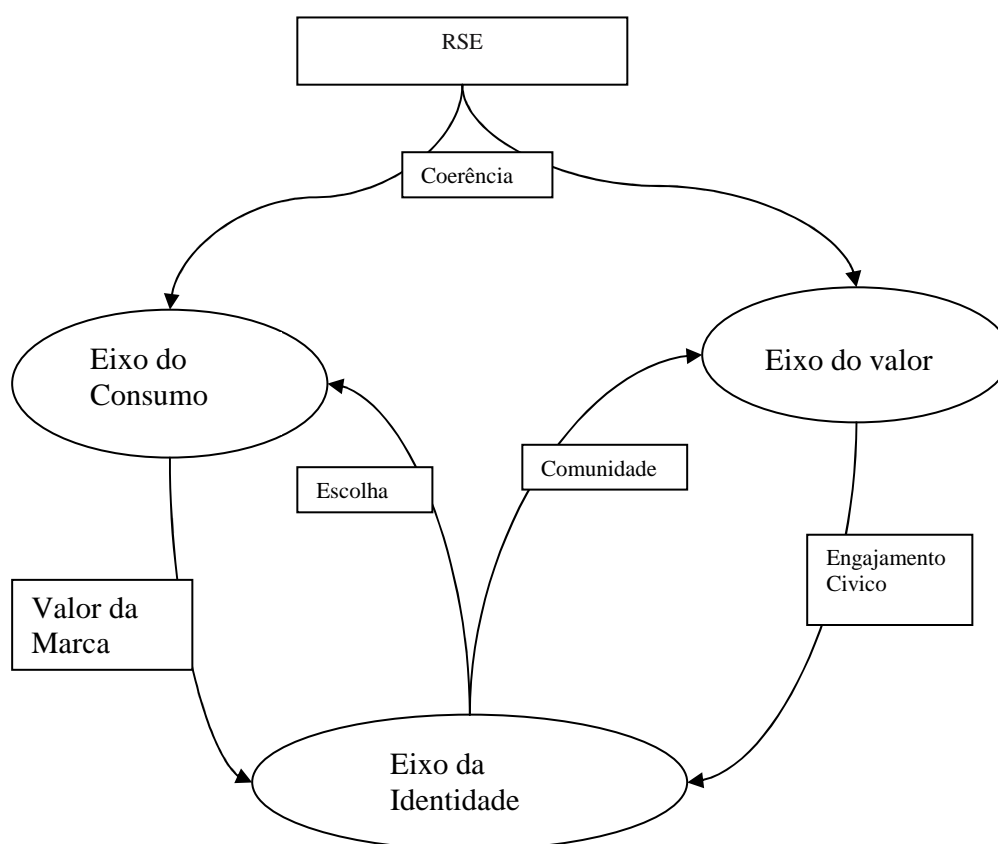 RSE
Coerência
Eixo do
Consumo
Eixo do valor
Comunidade
Escolha
Engajamento
Civico
Valor da
Marca
Eixo da
Identidade